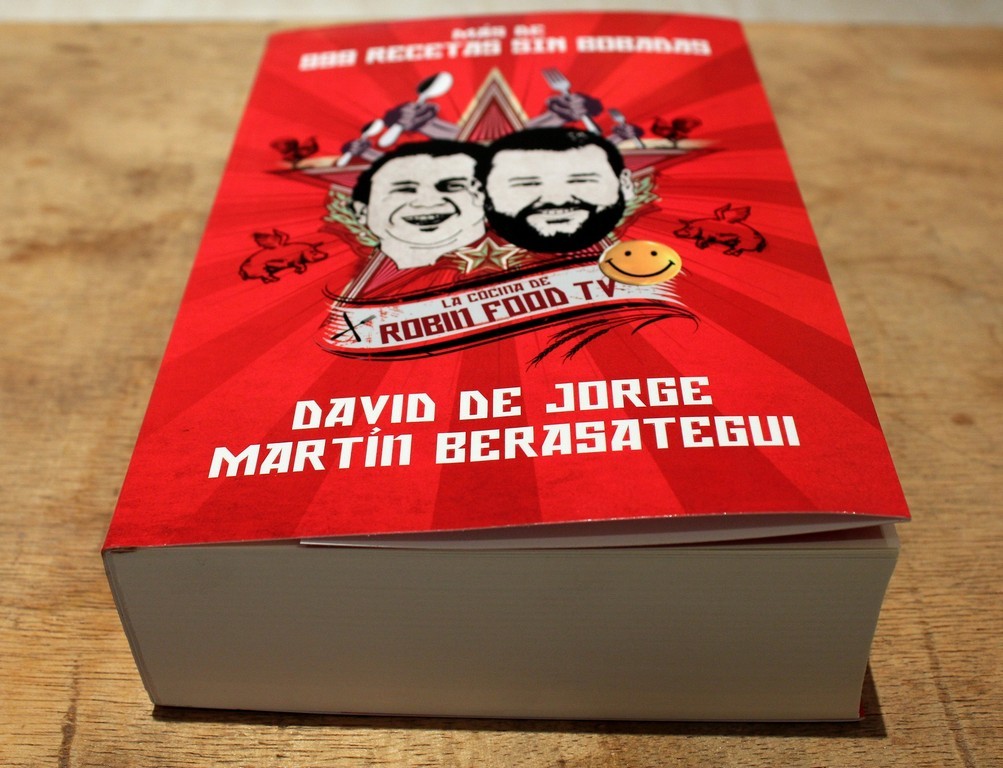 MÁS DE
999 RECETAS SIN BOBADAS
LA COCINA DE
ROBIN FOOD TV
DAVID DE JORGE
MARTÍN BERASATEGUI